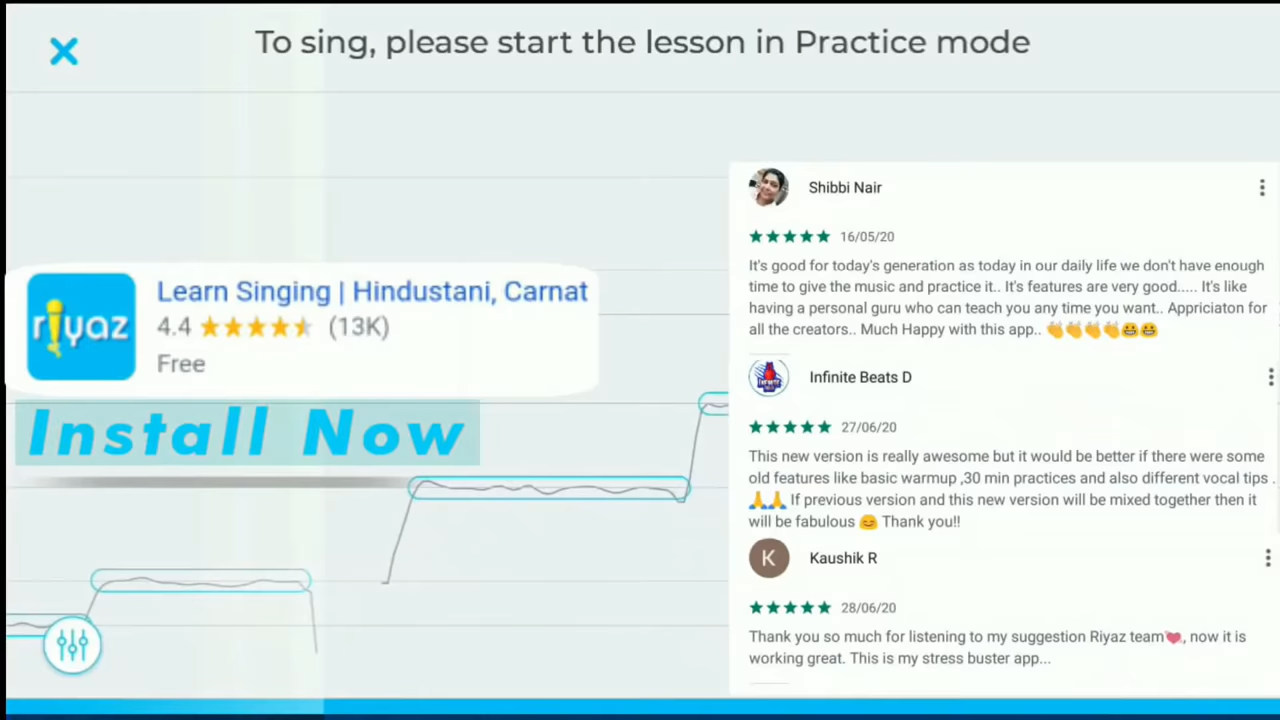 To sing, please start the lesson in Practice mode
riyaz
Learn Singing | Hindustani, Carnat
4.4 ★★★★★ (13K)
Free
Install Now
Shibbi Nair
★★★★★ 16/05/20
It's good for today's generation as today in our daily life we don't have enough
time to give the music and practice it.. It's features are very good..... It's like
having a personal guru who can teach you any time you want.. Appriciaton for
all the creators.. Much Happy with this app.. 👏👏👏👏😬😬
Infinite Beats D
★★★★★ 27/06/20
This new version is really awesome but it would be better if there were some
old features like basic warmup ,30 min practices and also different vocal tips .
🙏🙏 If previous version and this new version will be mixed together then it
will be fabulous 😊 Thank you!!
K
Kaushik R
★★★★★ 28/06/20
Thank you so much for listening to my suggestion Riyaz team💓, now it is
working great. This is my stress buster app...